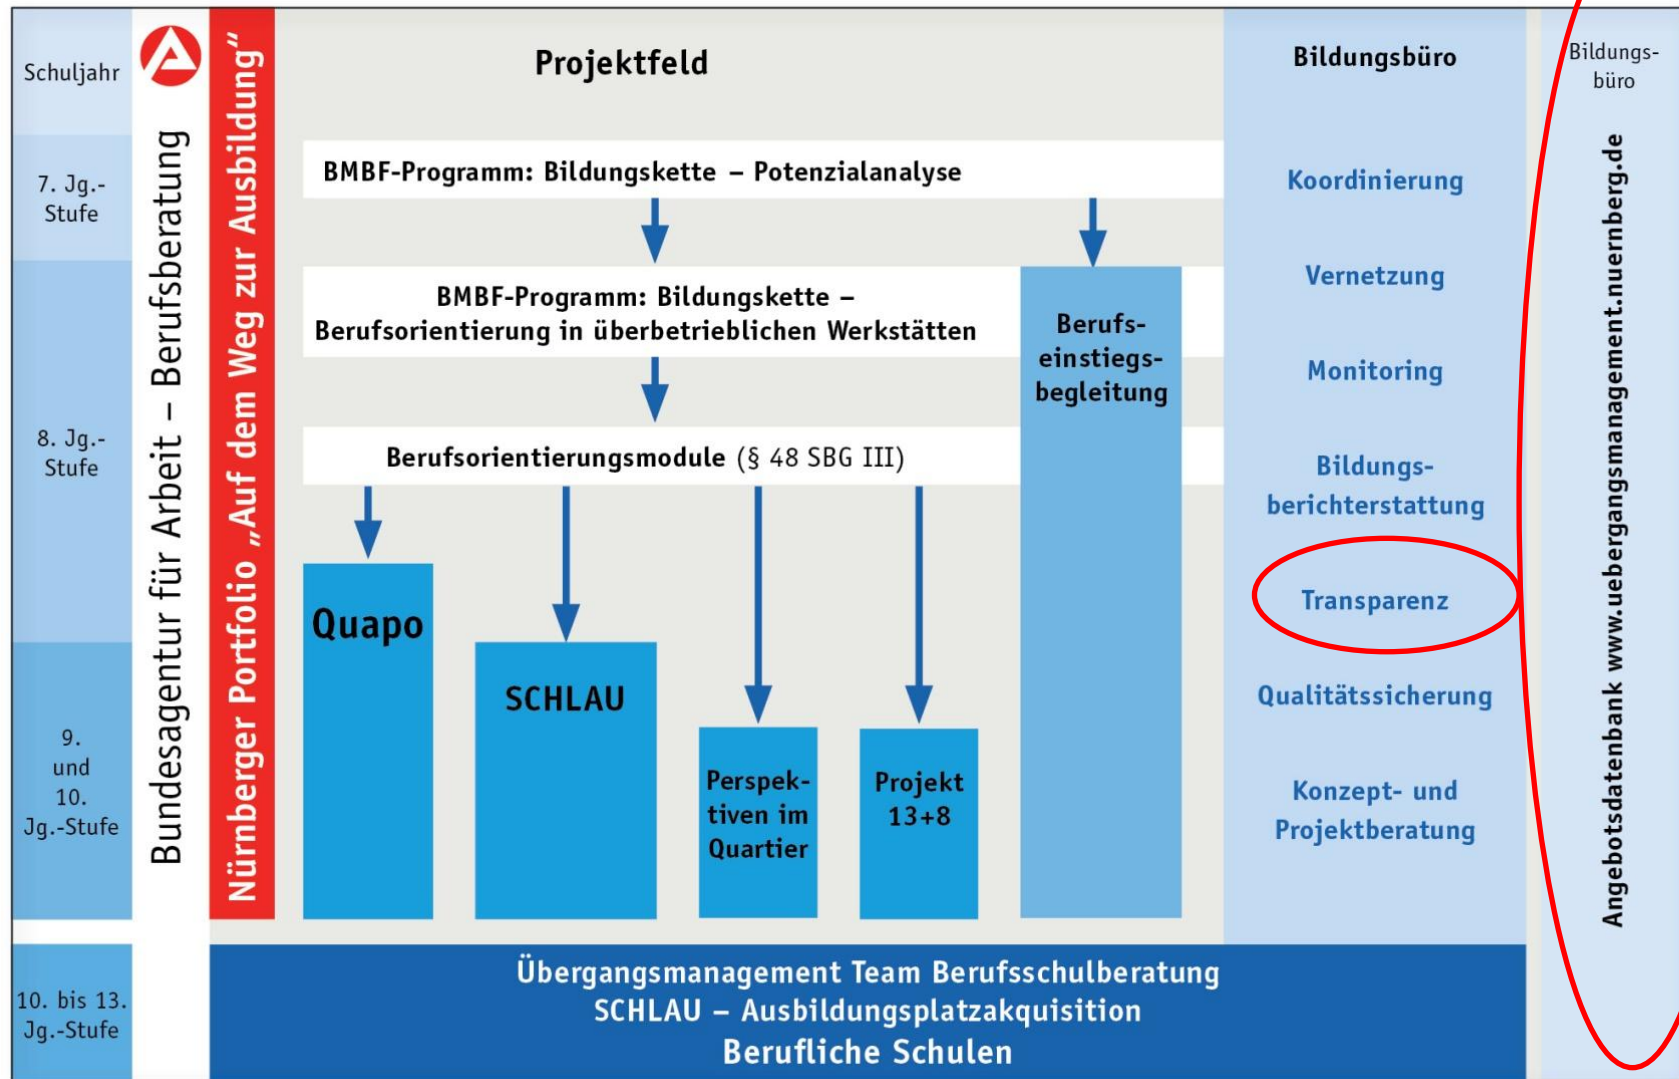 Schuljahr
7. Jg.-
Stufe
8. Jg.-
Stufe
9.
und
10.
Jg.-Stufe
10. bis 13.
Jg.-Stufe
Bundesagentur für Arbeit – Berufsberatung
Nürnberger Portfolio „Auf dem Weg zur Ausbildung“
Projektfeld
BMBF-Programm: Bildungskette – Potenzialanalyse
BMBF-Programm: Bildungskette –
Berufsorientierung in überbetrieblichen Werkstätten
Berufsorientierungsmodule (§ 48 SBG III)
Quapo
SCHLAU
Perspek-
tiven im
Quartier
Projekt
13+8
Berufs-
einstiegs-
begleitung
Bildungsbüro
Koordinierung
Vernetzung
Monitoring
Bildungs-
berichterstattung
Transparenz
Qualitätssicherung
Konzept- und
Projektberatung
Bildungs-
büro
Angebotsdatenbank www.uebergangsmanagement.nuernberg.de
Übergangsmanagement Team Berufsschulberatung
SCHLAU – Ausbildungsplatzakquisition
Berufliche Schulen